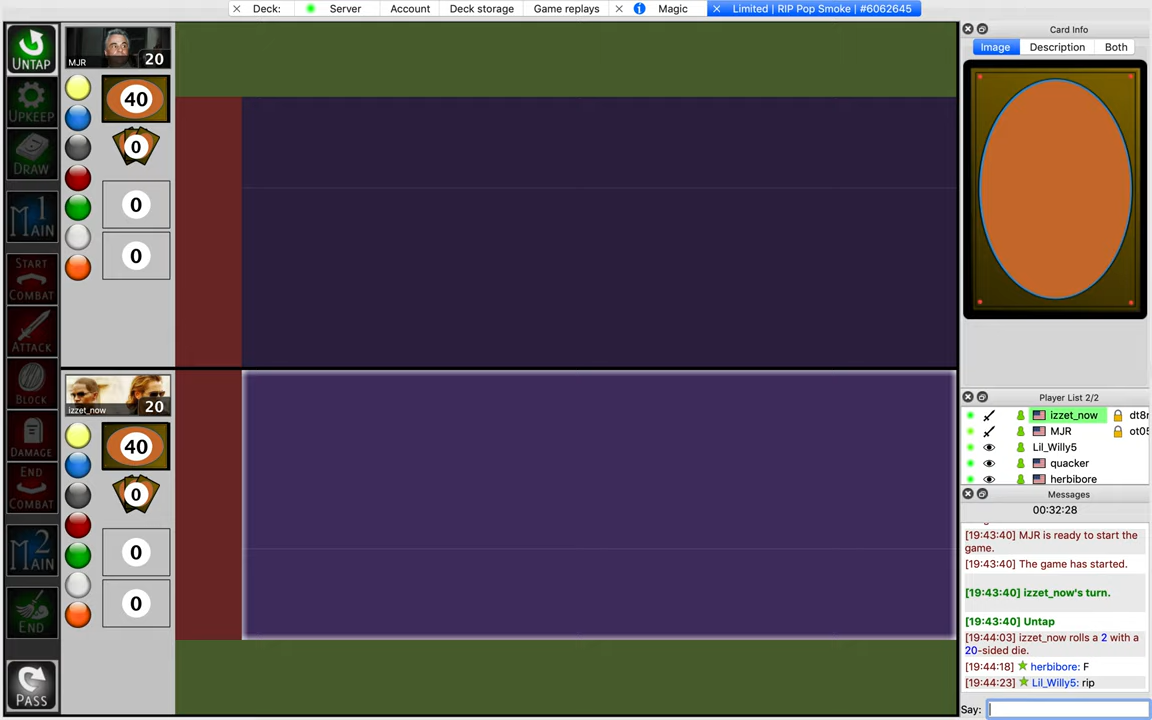 Deck: Server Account Deck storage Game replays Magic Limited | RIP Pop Smoke | #6062645
UNTAP
UPKEEP
DRAW
1
MAIN
START
COMBAT
ATTACK
BLOCK
DAMAGE
END
COMBAT
2
MAIN
END
PASS
MJR 20
40
0
0
0
izzet_now 20
40
0
0
0
Card Info
Image Description Both
Player List 2/2
izzet_now dt8r
MJR ot05
Lil_Willy5
quacker
herbibore
Messages
00:32:28
[19:43:40] MJR is ready to start the
game.
[19:43:40] The game has started.
[19:43:40] izzet_now's turn.
[19:43:40] Untap
[19:44:03] izzet_now rolls a 2 with a
20-sided die.
[19:44:18] herbibore: F
[19:44:23] Lil_Willy5: rip
Say: